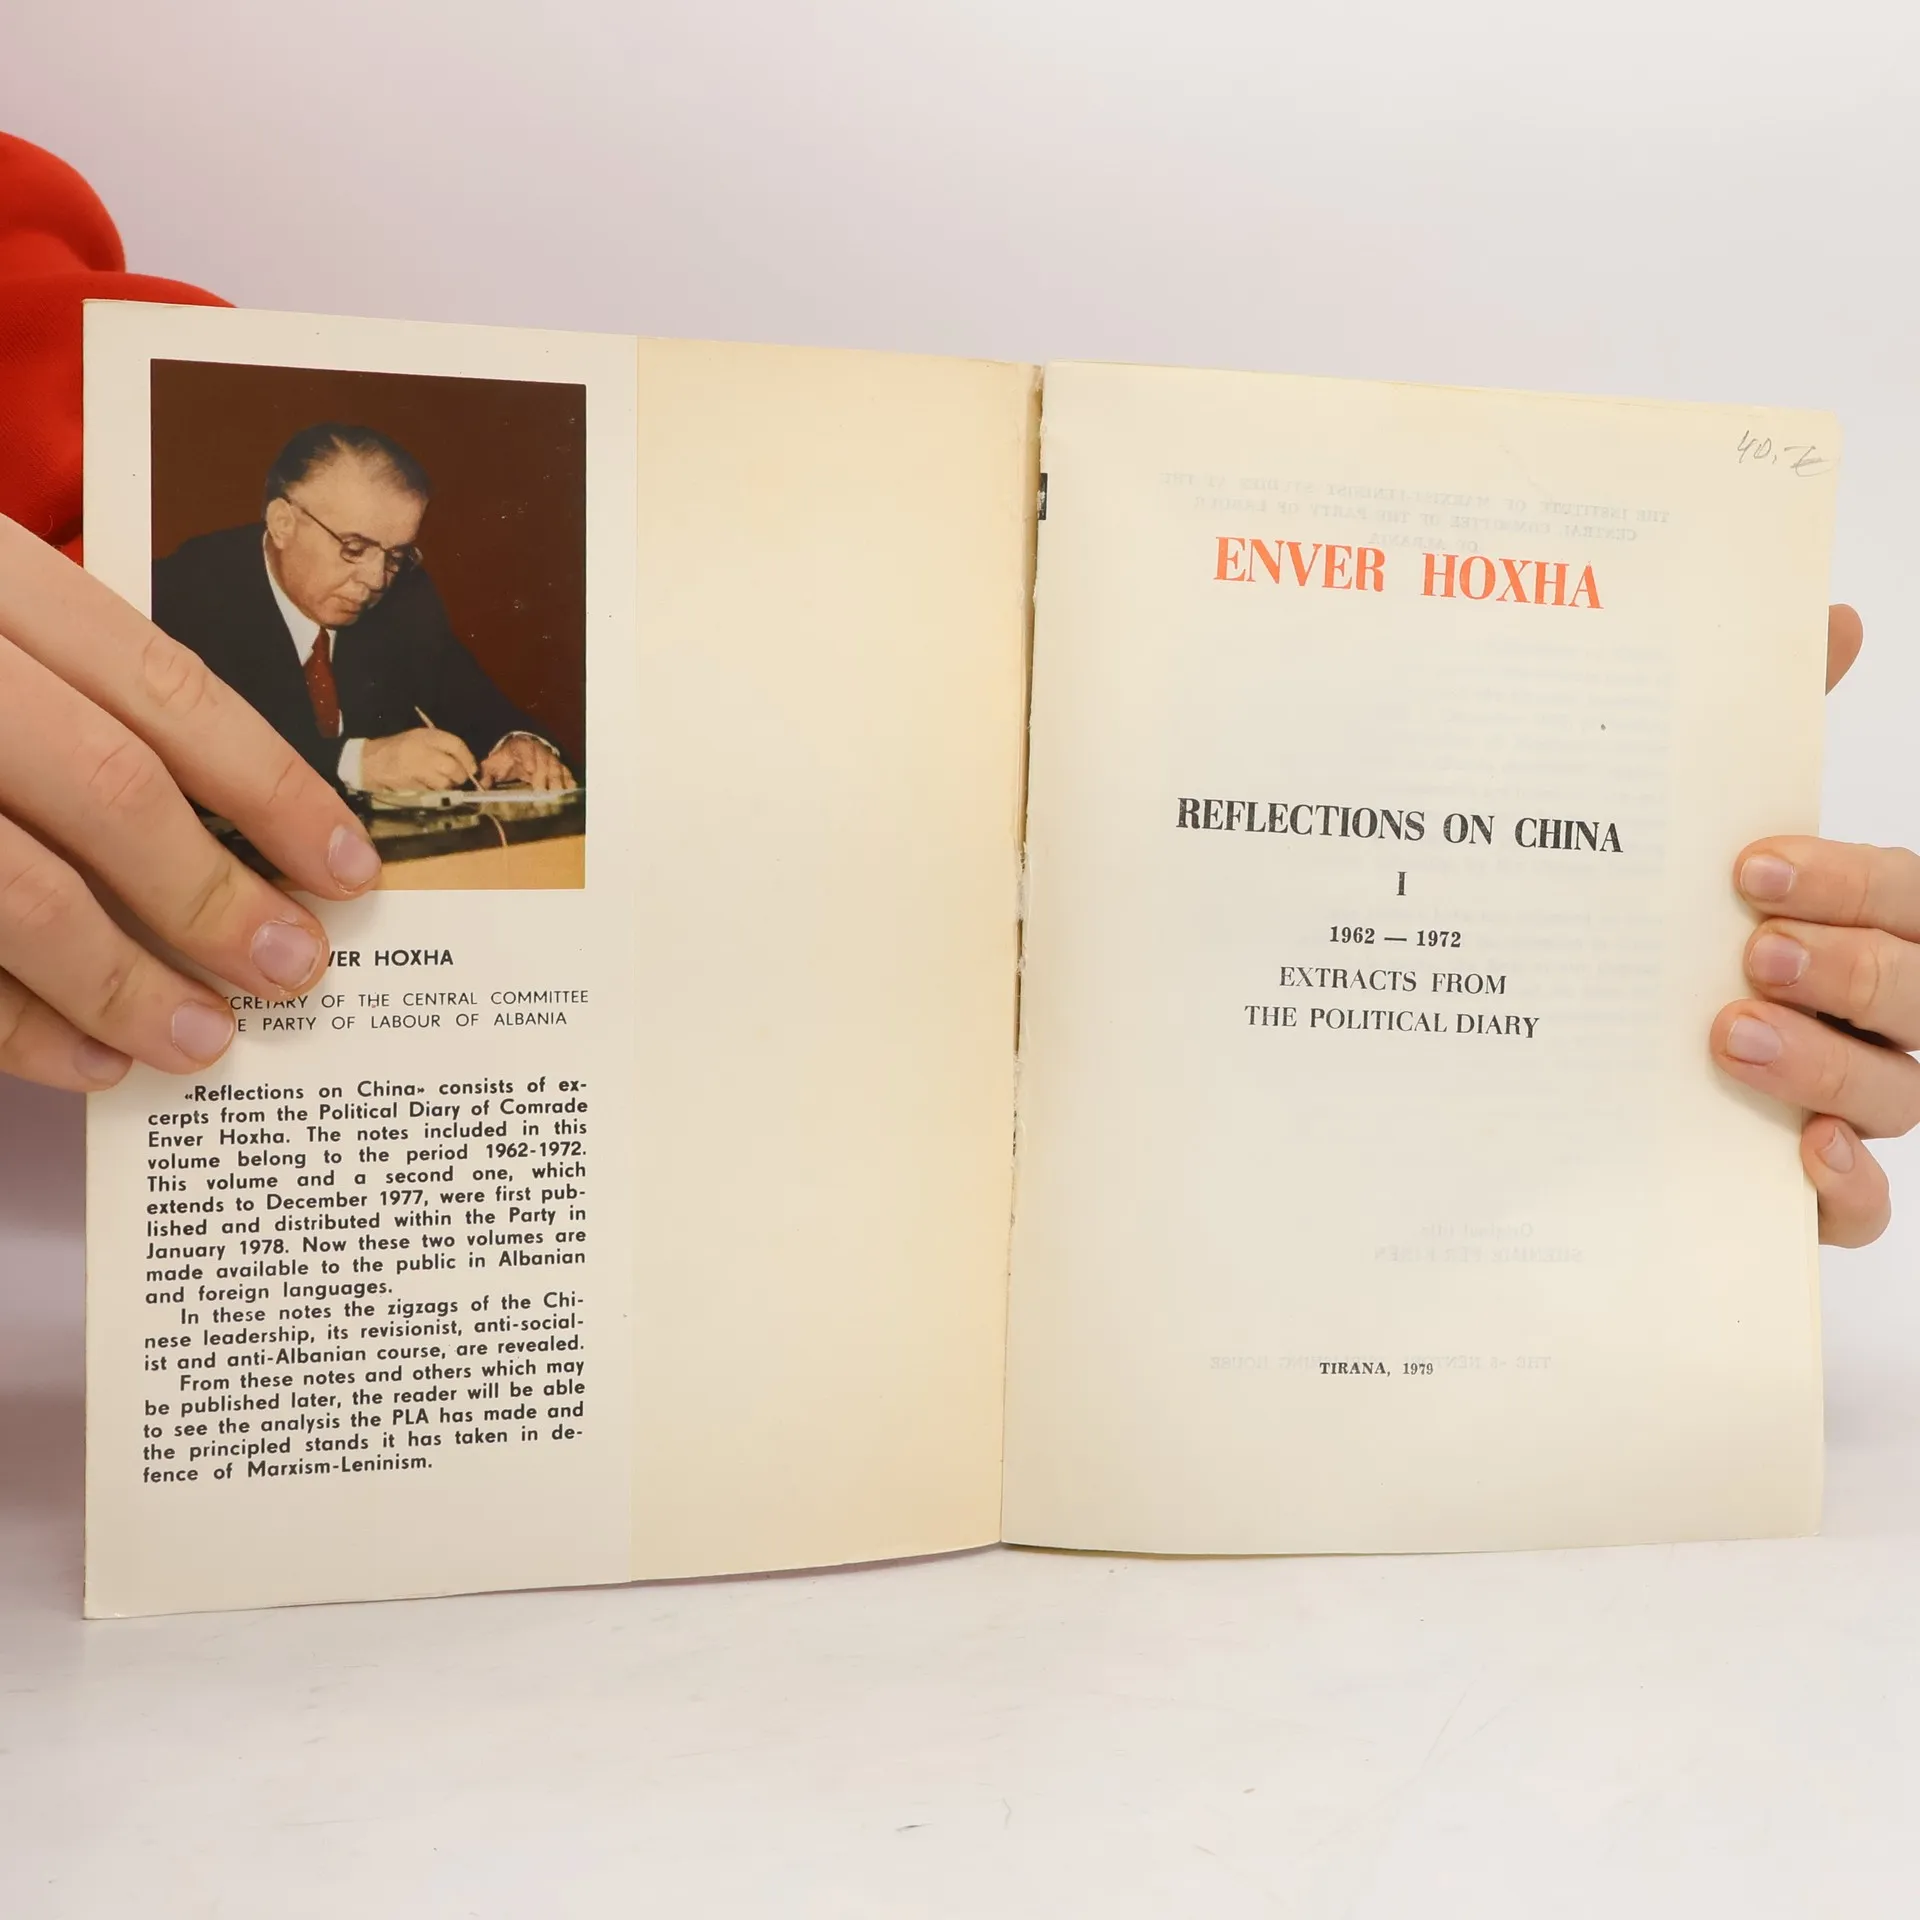 VER HOXHA
CRETARY OF THE CENTRAL COMMITTEE
E PARTY OF LABOUR OF ALBANIA
«Reflections on China» consists of ex-
cerpts from the Political Diary of Comrade
Enver Hoxha. The notes included in this
volume belong to the period 1962-1972.
This volume and a second one, which
extends to December 1977, were first pub-
lished and distributed within the Party in
January 1978. Now these two volumes are
made available to the public in Albanian
and foreign languages.
In these notes the zigzags of the Chi-
nese leadership, its revisionist, anti-social-
ist and anti-Albanian course, are revealed.
From these notes and others which may
be published later, the reader will be able
to see the analysis the PLA has made and
the principled stands it has taken in de-
fence of Marxism-Leninism.
40,-
ENVER HOXHA
REFLECTIONS ON CHINA
I
1962 — 1972
EXTRACTS FROM
THE POLITICAL DIARY
TIRANA, 1979